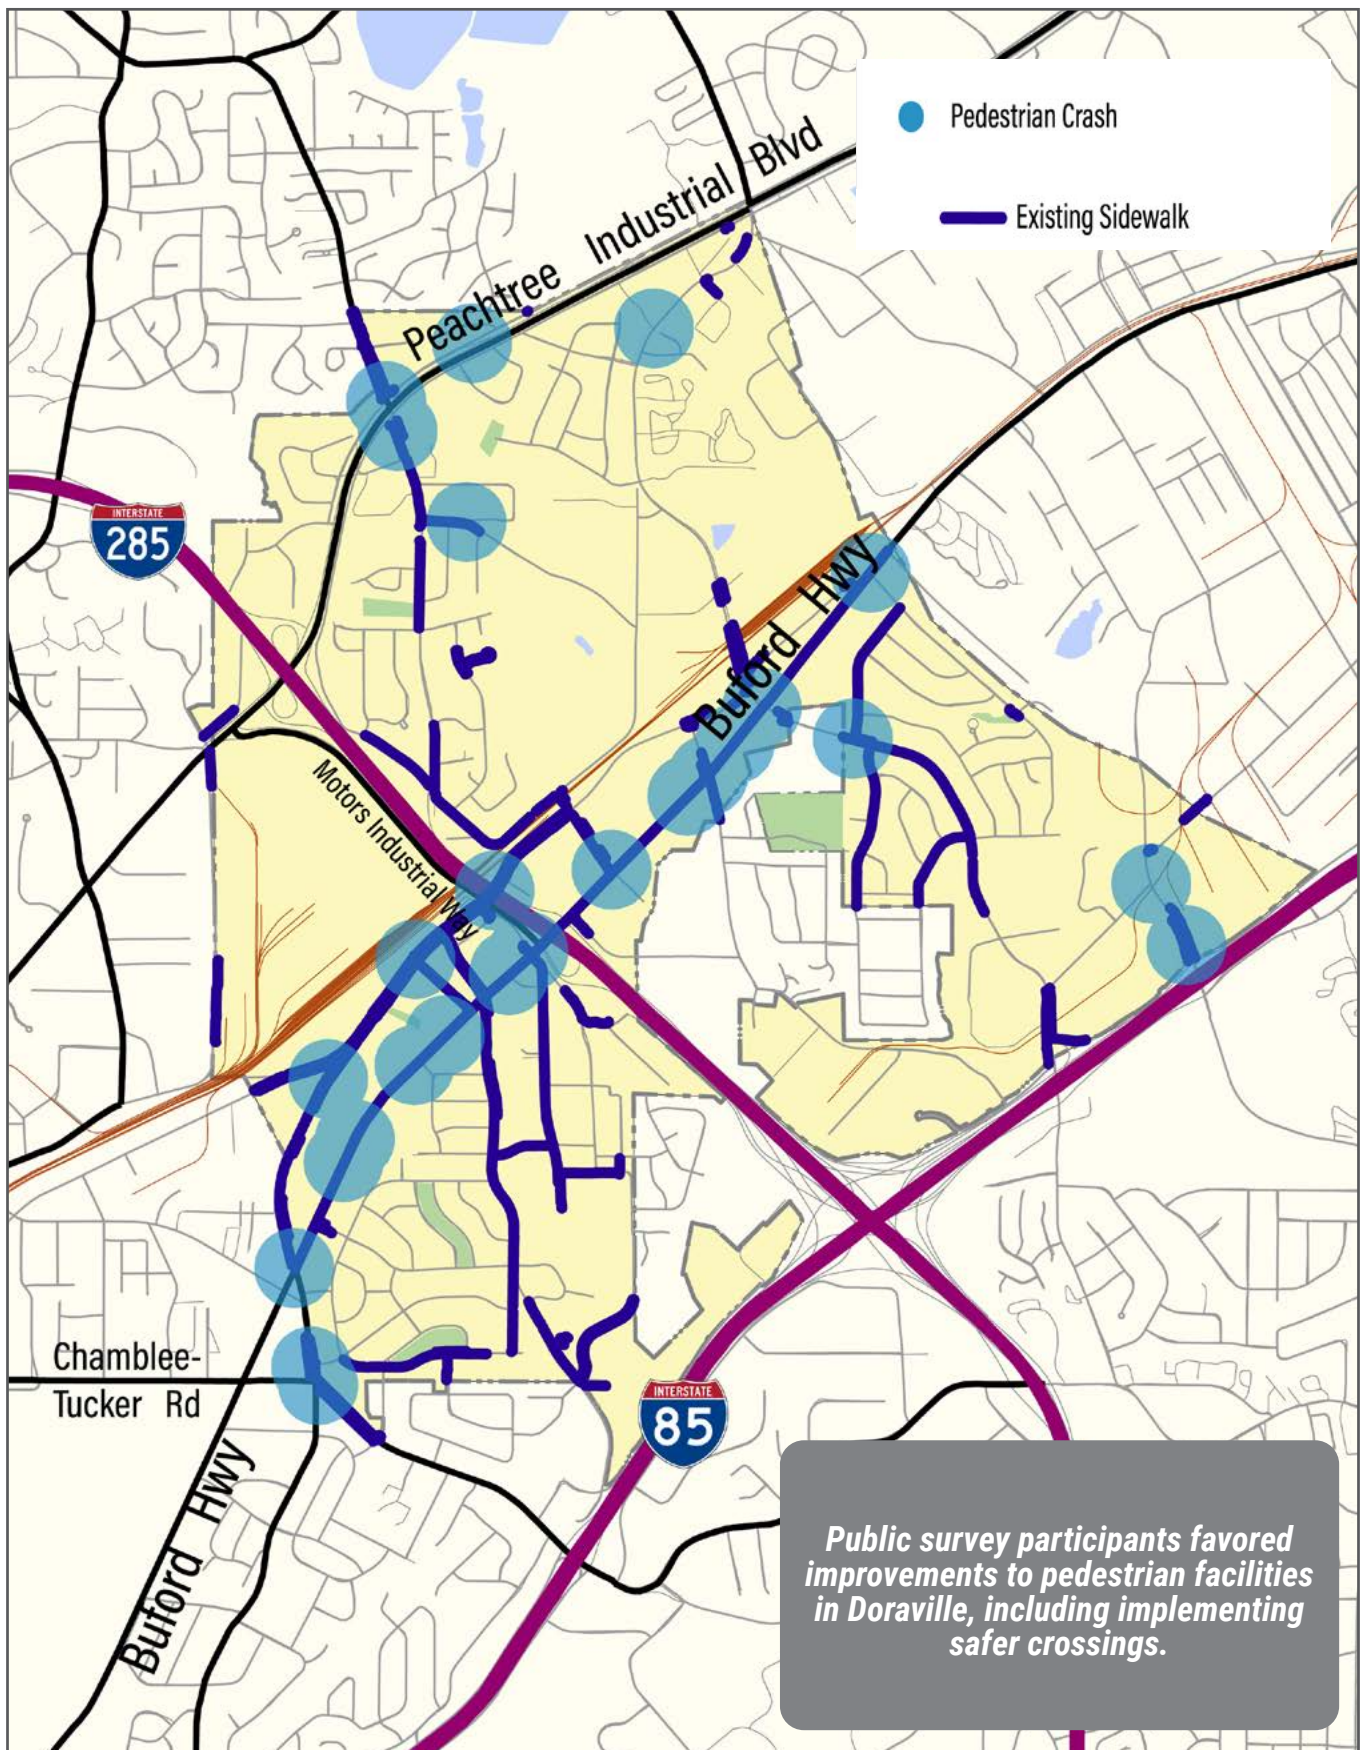 Pedestrian Crash
Existing Sidewalk
Peachtree Industrial Blvd
INTERSTATE
285
Buford Hwy
Motors Industrial Way
Chamblee-
Tucker Rd
INTERSTATE
85
Buford Hwy
Public survey participants favored
improvements to pedestrian facilities
in Doraville, including implementing
safer crossings.